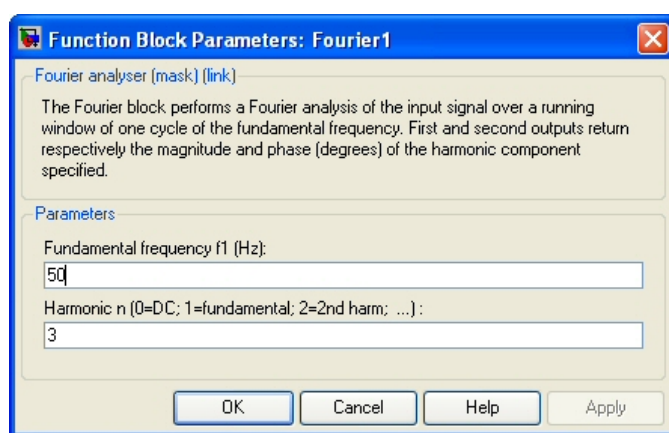 Function Block Parameters: Fourier1
Fourier analyser (mask) (link)
The Fourier block performs a Fourier analysis of the input signal over a running
window of one cycle of the fundamental frequency. First and second outputs return
respectively the magnitude and phase (degrees) of the harmonic component
specified.
Parameters
Fundamental frequency f1 (Hz):
50
Harmonic n (0=DC; 1=fundamental; 2=2nd harm; ...) :
3
OK Cancel Help Apply